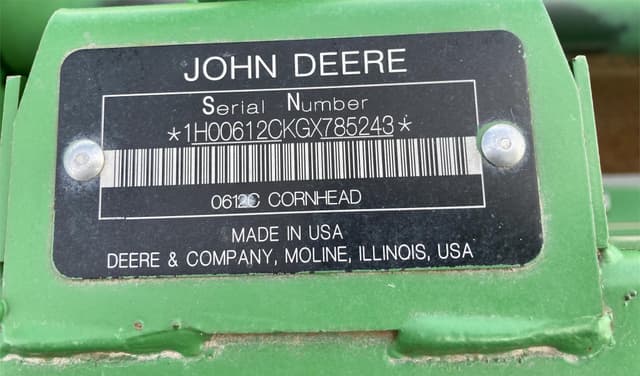 JOHN DEERE
Serial Number
*1H00612CKGX785243*
0612C CORNHEAD
MADE IN USA
DEERE & COMPANY, MOLINE, ILLINOIS, USA